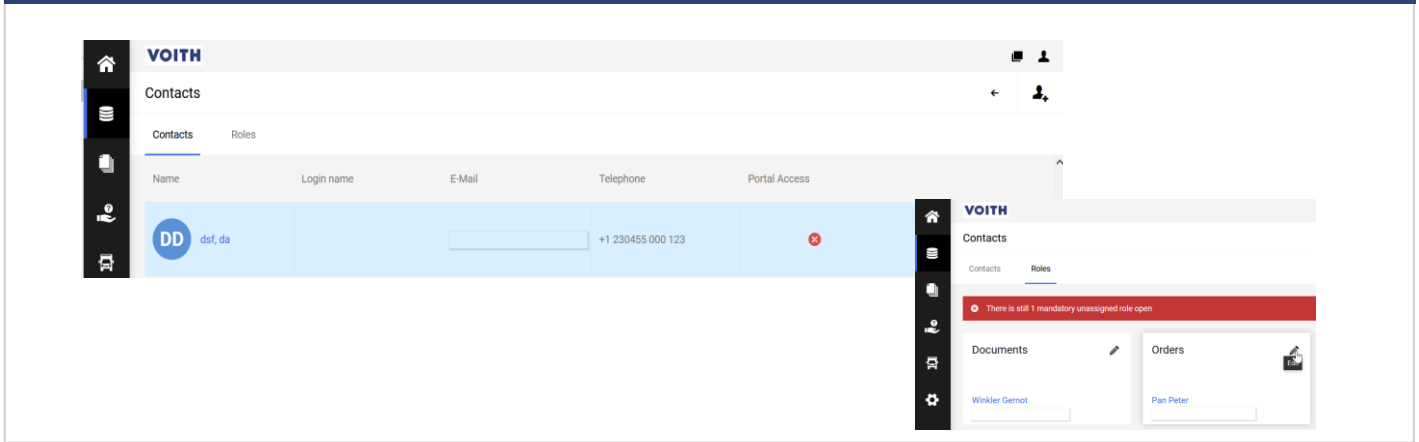 VOITH
Contacts
Contacts Roles
Name Login name E-Mail Telephone Portal Access
DD dsf, da +1 230455 000 123
VOITH
Contacts
Contacts Roles
There is still 1 mandatory unassigned role open
Documents Orders
Winkler Gernot Pan Peter